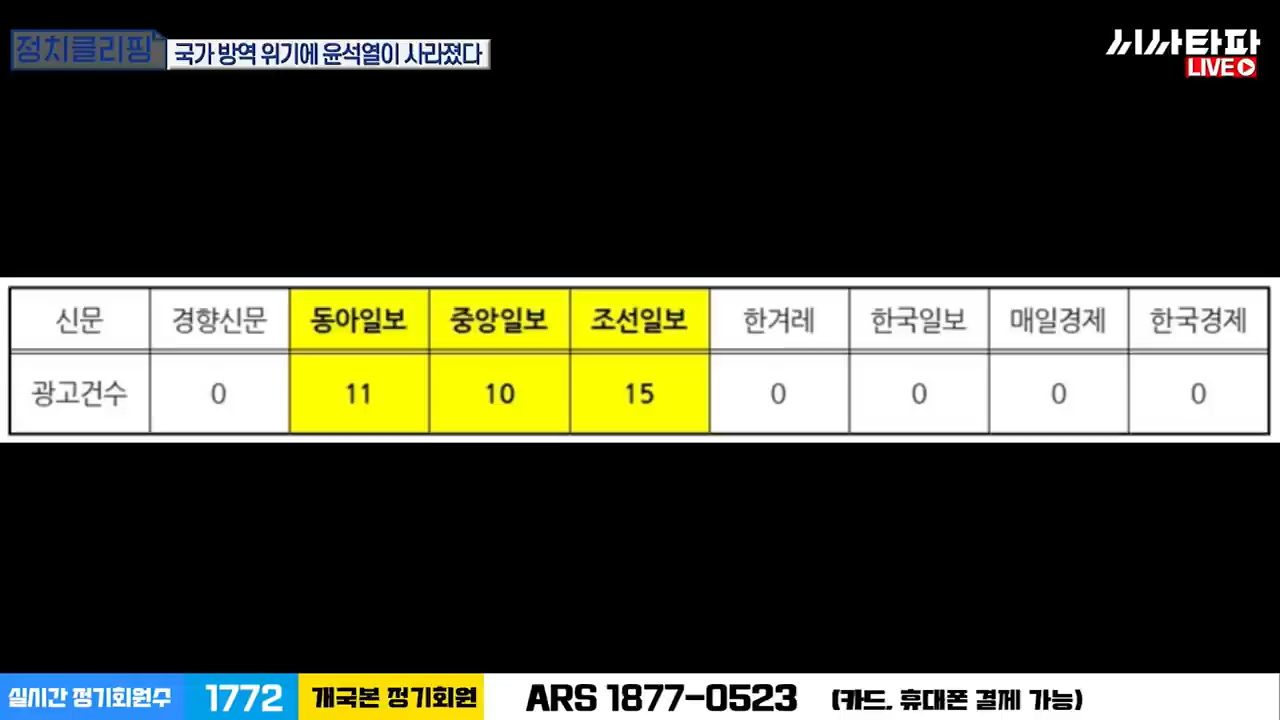 정치클리핑 국가 방역 위기에 윤석열이 사라졌다
시사타파
LIVE
신문 경향신문 동아일보 중앙일보 조선일보 한겨레 한국일보 매일경제 한국경제
광고건수 0 11 10 15 0 0 0 0
실시간 정기회원수 1772 개국본 정기회원 ARS 1877-0523 (카드, 휴대폰 결제 가능)